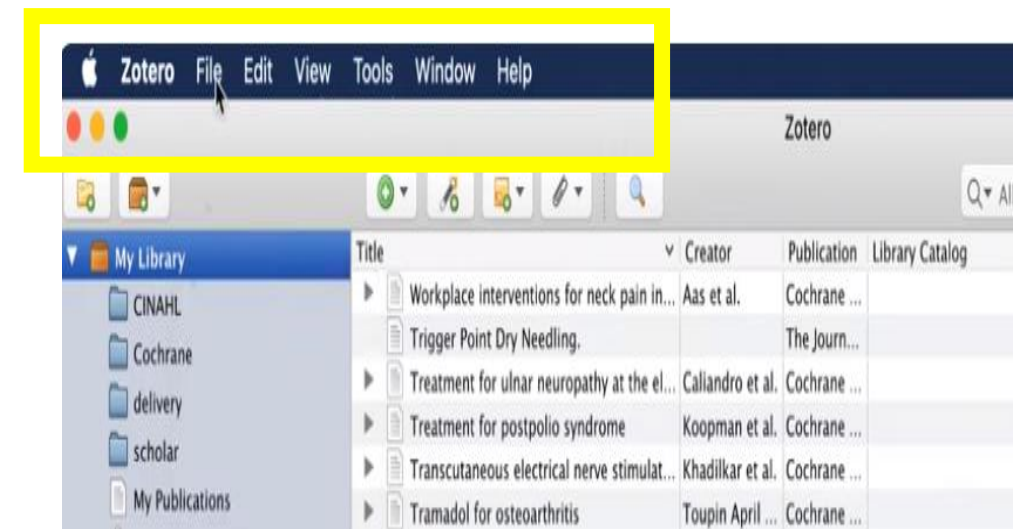 Zotero File Edit View Tools Window Help
Zotero
All
My Library
CINAHL
Cochrane
delivery
scholar
My Publications
Title Creator Publication Library Catalog
Workplace interventions for neck pain in... Aas et al. Cochrane ...
Trigger Point Dry Needling. The Journ...
Treatment for ulnar neuropathy at the el... Caliandro et al. Cochrane ...
Treatment for postpolio syndrome Koopman et al. Cochrane ...
Transcutaneous electrical nerve stimulat... Khadilkar et al. Cochrane ...
Tramadol for osteoarthritis Toupin April ... Cochrane ...